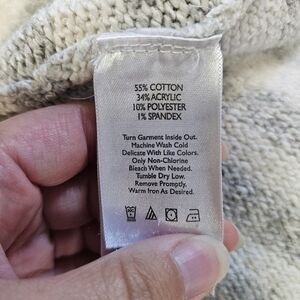 55% COTTON
34% ACRYLIC
10% POLYESTER
1% SPANDEX
Turn Garment Inside Out.
Machine Wash Cold
Delicate With Like Colors.
Only Non-Chlorine
Bleach When Needed.
Tumble Dry Low.
Remove Promptly.
Warm Iron As Desired.